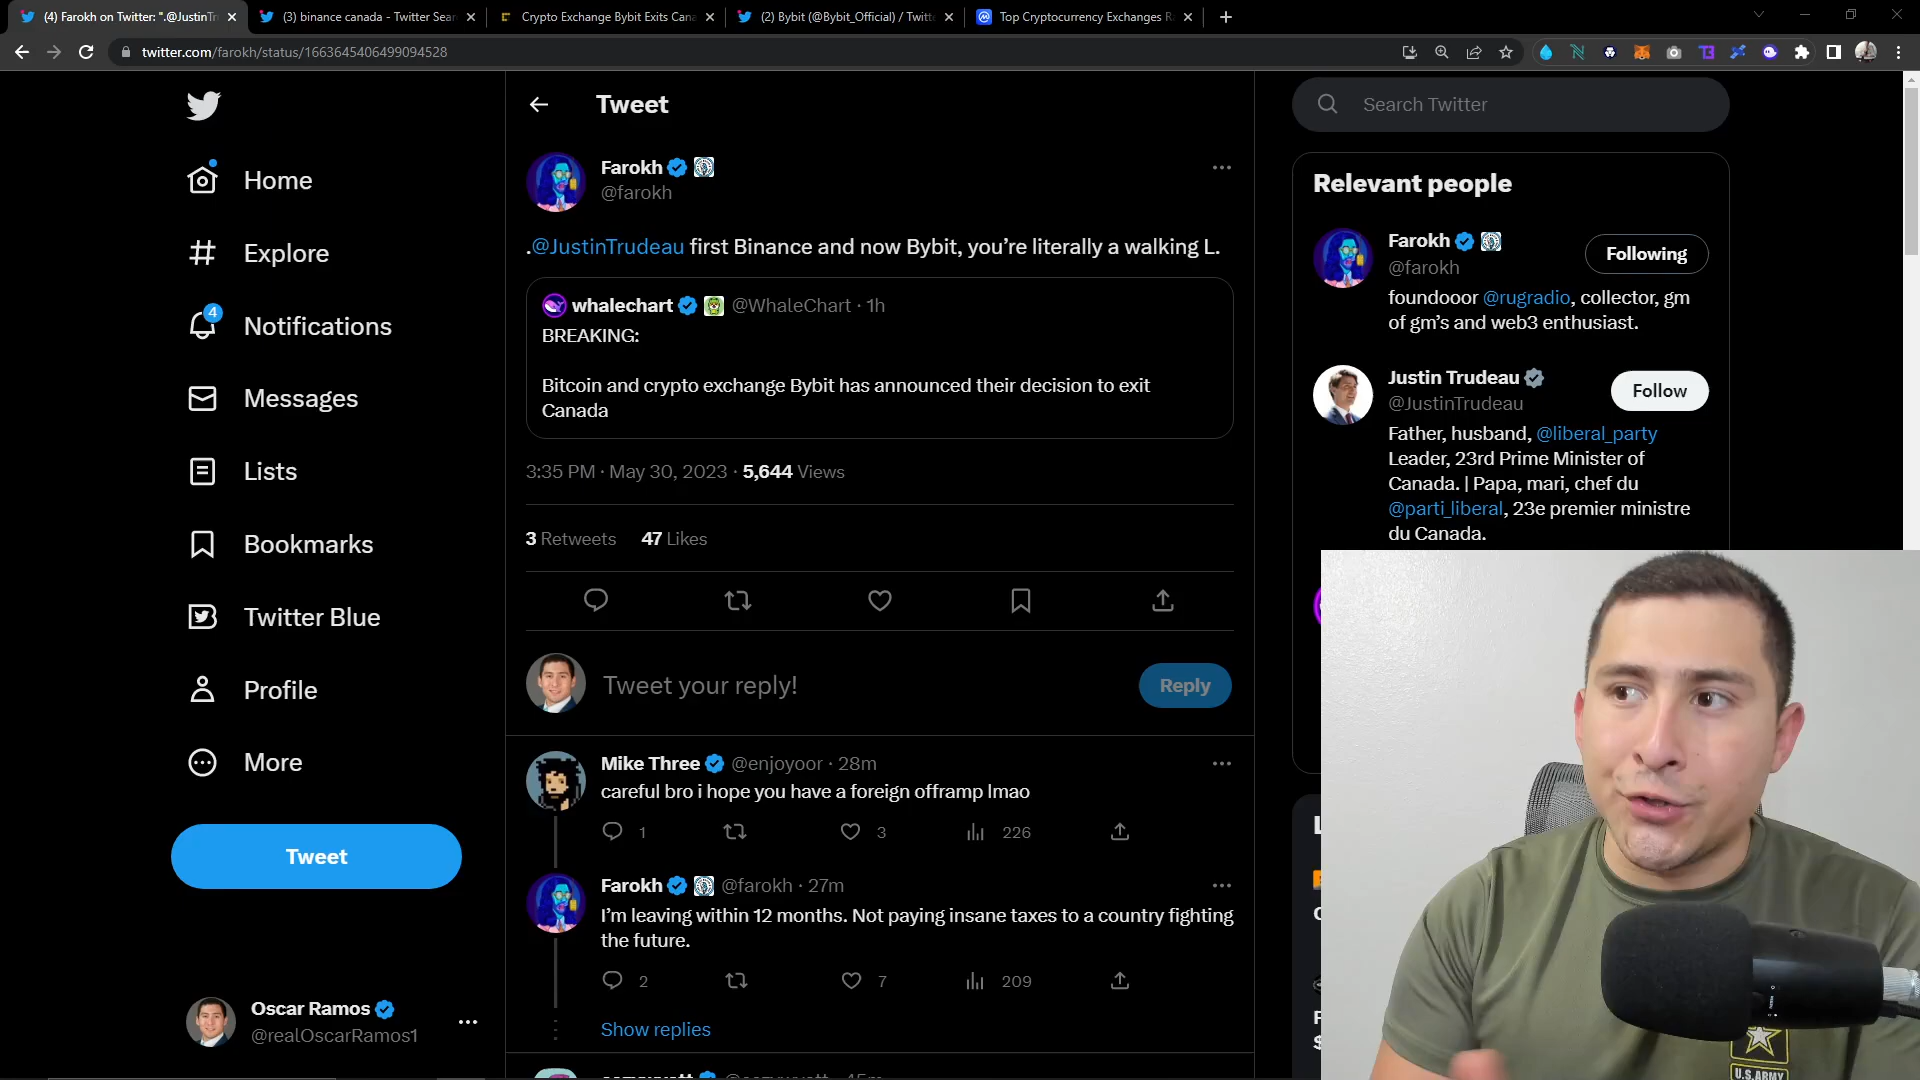 (4) Farokh on Twitter: ".@JustinTr
(3) binance canada - Twitter Sear
Crypto Exchange Bybit Exits Cana
(2) Bybit (@Bybit_Official) / Twitte
Top Cryptocurrency Exchanges R
twitter.com/farokh/status/1663645406499094528
Home
Explore
4
Notifications
Messages
Lists
Bookmarks
Twitter Blue
Profile
More
Tweet
Oscar Ramos
@realOscarRamos1
Tweet
Farokh
@farokh
.@JustinTrudeau first Binance and now Bybit, you’re literally a walking L.
whalechart @WhaleChart · 1h
BREAKING:
Bitcoin and crypto exchange Bybit has announced their decision to exit
Canada
3:35 PM · May 30, 2023 · 5,644 Views
3 Retweets 47 Likes
Tweet your reply!
Reply
Mike Three @enjoyoor · 28m
careful bro i hope you have a foreign offramp lmao
1 3 226
Farokh @farokh · 27m
I’m leaving within 12 months. Not paying insane taxes to a country fighting
the future.
2 7 209
Show replies
Search Twitter
Relevant people
Farokh
@farokh
Following
foundooor @rugradio, collector, gm
of gm’s and web3 enthusiast.
Justin Trudeau
@JustinTrudeau
Follow
Father, husband, @liberal_party
Leader, 23rd Prime Minister of
Canada. | Papa, mari, chef du
@parti_liberal, 23e premier ministre
du Canada.
U.S. ARMY